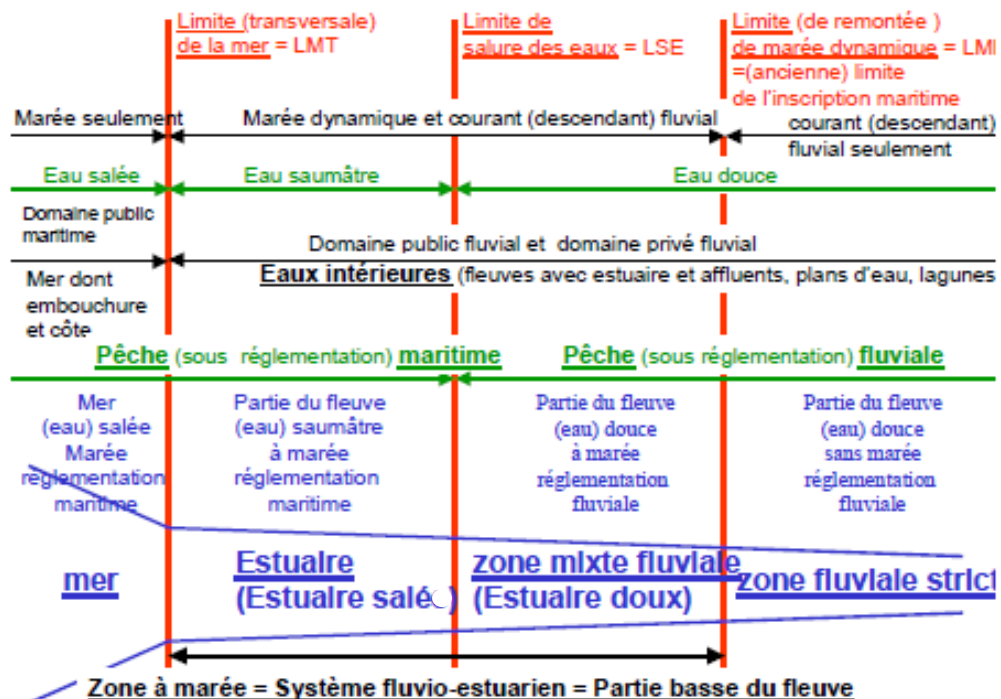 Limite (transversale)
de la mer = LMT
Limite de
salure des eaux = LSE
Limite (de remontée )
de marée dynamique =
=(ancienne) limite
de l'inscription maritime
Marée seulement
Marée dynamique et courant (descendant) fluvial
courant (descendant)
fluvial seulement
Eau salée
Eau saumâtre
Eau douce
Domaine public
maritime
Domaine public fluvial et domaine privé fluvial
Mer dont
embouchure
et côte
Eaux intérieures (fleuves avec estuaire et affluents, plans d'eau, lagunes
Pêche (sous réglementation) maritime
Pêche (sous réglementation) fluviale
Mer
(eau) salée
Marée
réglementation
maritime
Partie du fleuve
(eau) saumâtre
à marée
réglementation
maritime
Partie du fleuve
(eau) douce
à marée
réglementation
fluviale
Partie du fleuve
(eau) douce
sans marée
réglementation
fluviale
mer
Estuaire
(Estuaire salé )
zone mixte fluviale
(Estuaire doux)
zone fluviale strict
Zone à marée = Système fluvio-estuarien = Partie basse du fleuve